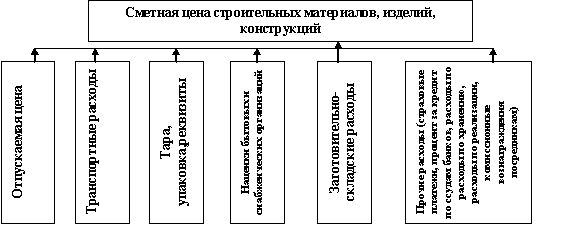 Сметная цена строительных материалов, изделий,
конструкций
Отпускаемая цена
Транспортные расходы
Тара,
упаковка,реквизиты
Наценки бытовых и
снабженческих организаций
Заготовительно-
складские расходы
Прочие расходы (страховые
платежи, процент за кредит
по ссудам банков, расходы по
расходы по хранению,
расходы по реализации,
комиссионные
вознаграждения
посредникам)